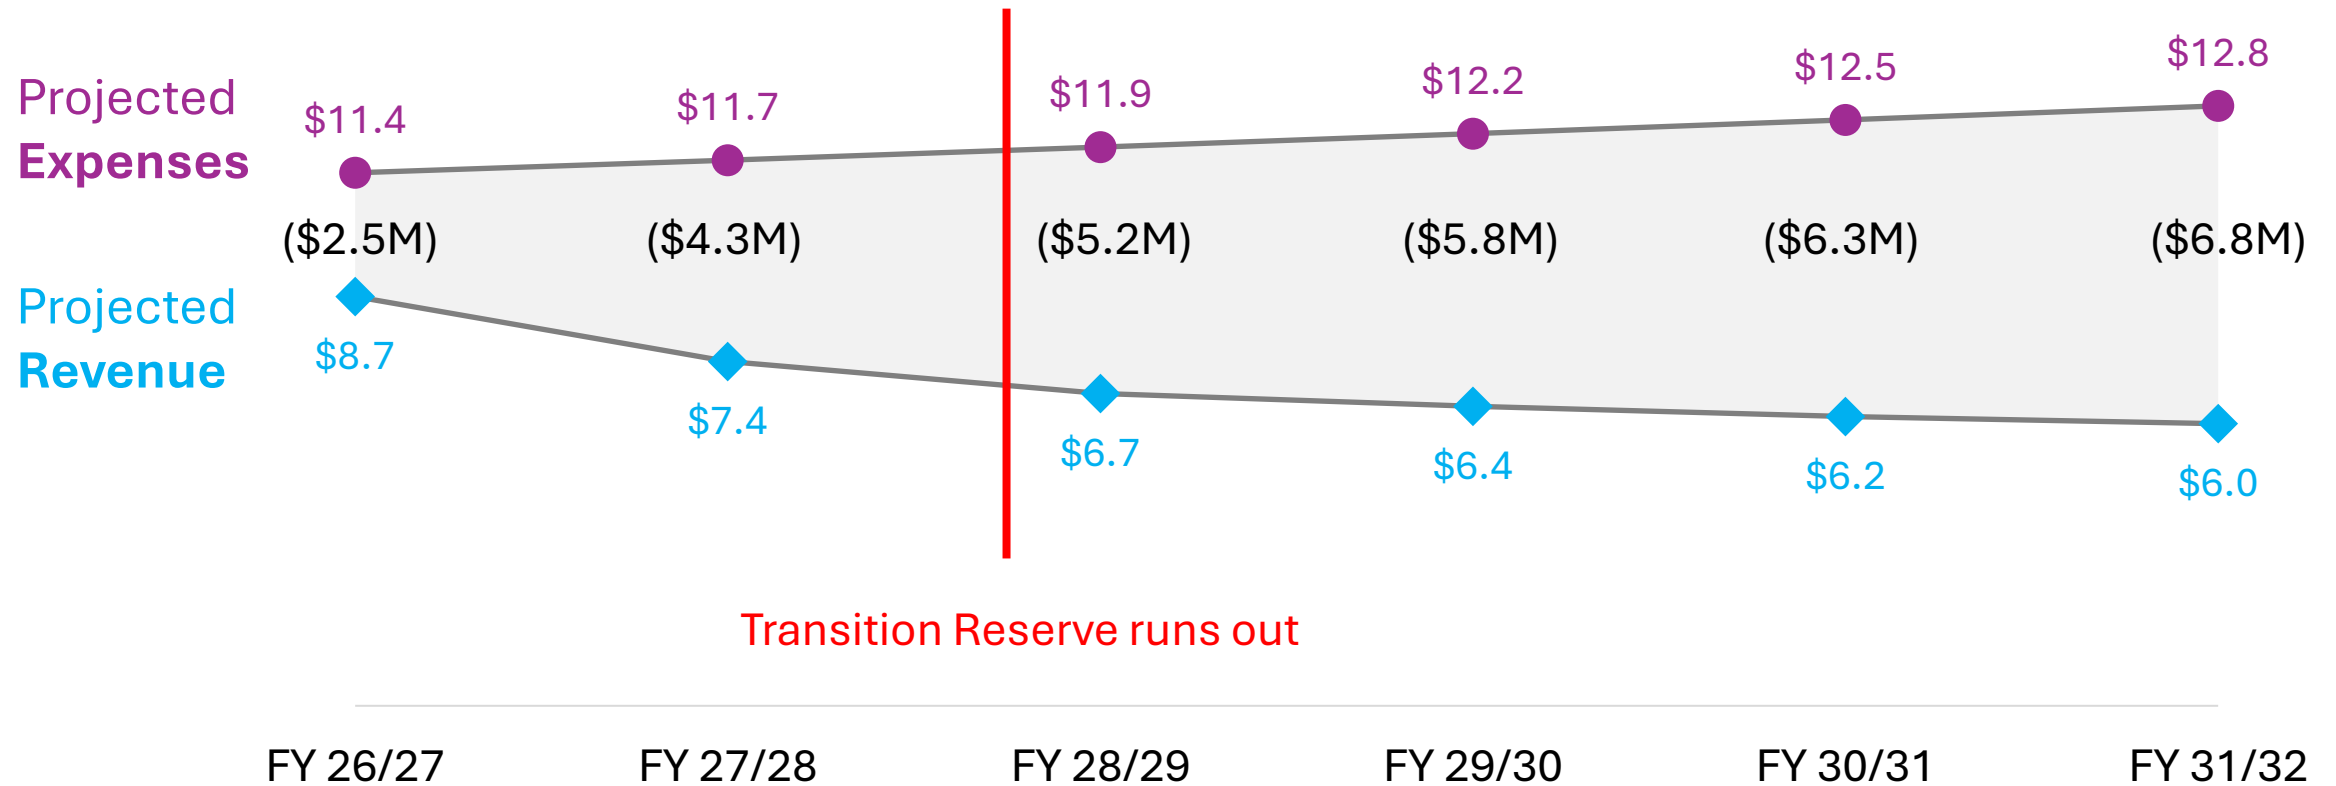 Projected
Expenses
$11.4
$11.7
$11.9
$12.2
$12.5
$12.8
($2.5M)
($4.3M)
($5.2M)
($5.8M)
($6.3M)
($6.8M)
Projected
Revenue
$8.7
$7.4
$6.7
$6.4
$6.2
$6.0
Transition Reserve runs out
FY 26/27
FY 27/28
FY 28/29
FY 29/30
FY 30/31
FY 31/32